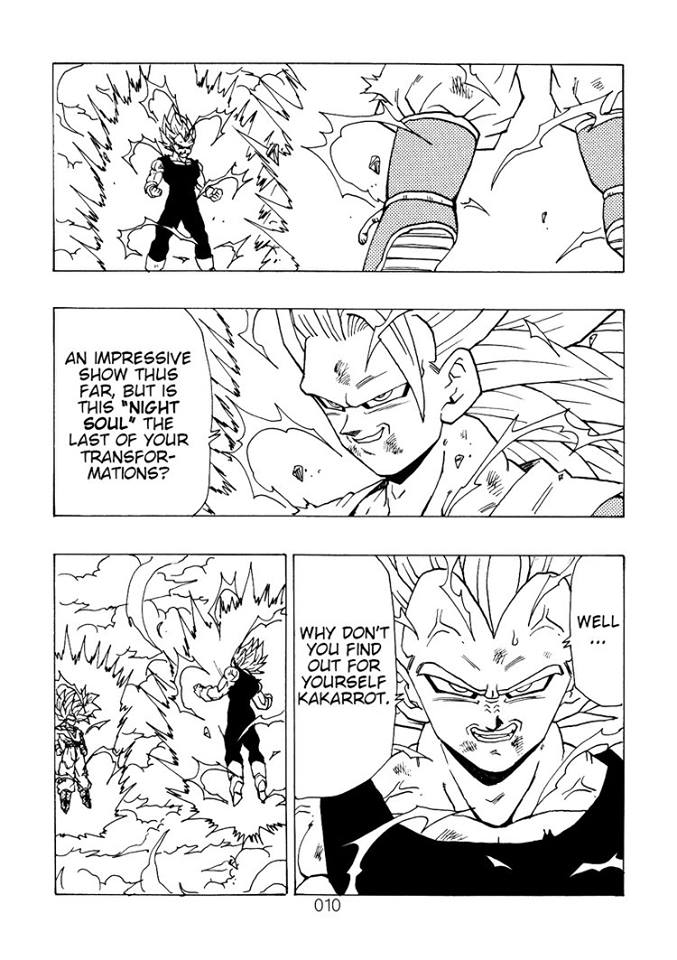 AN IMPRESSIVE
SHOW THUS
FAR, BUT IS
THIS "NIGHT
SOUL" THE
LAST OF YOUR
TRANSFOR-
MATIONS?
WELL
...
WHY DON'T
YOU FIND
OUT FOR
YOURSELF
KAKARROT.
010